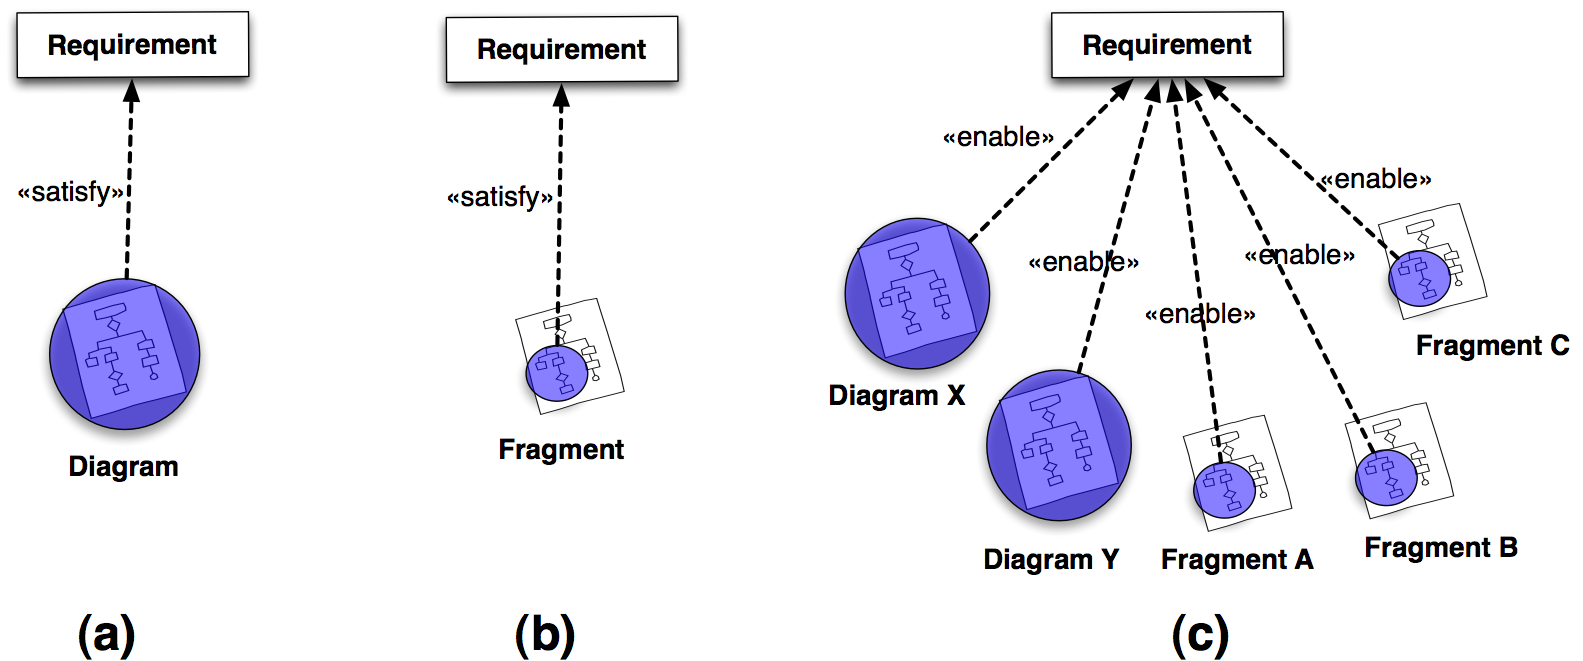 Requirement
«satisfy»
Diagram
(a)
Requirement
«satisfy»
Fragment
(b)
Requirement
«enable»
«enable»
«enable»
«enable»
«enable»
Fragment C
Diagram X
Diagram Y
Fragment A
Fragment B
(c)